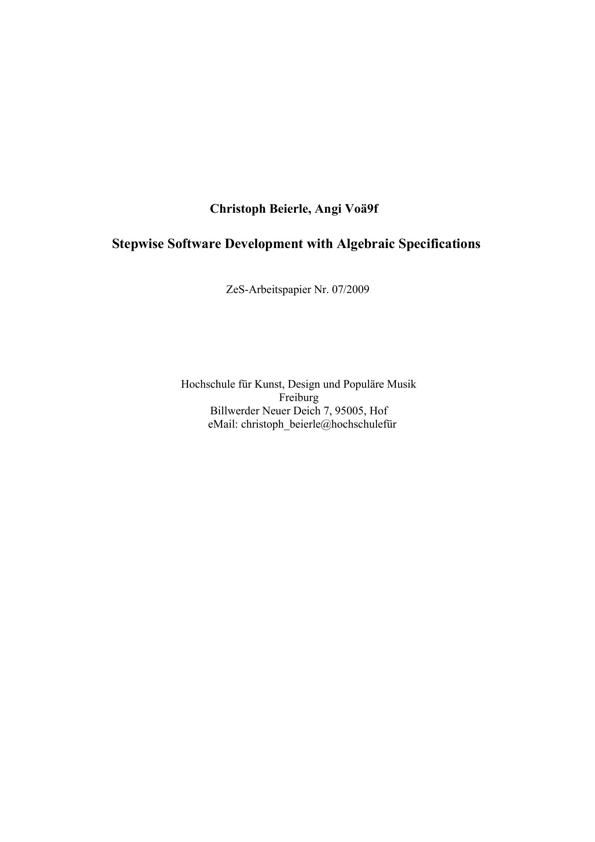 Christoph Beierle, Angi Voä9f
Stepwise Software Development with Algebraic Specifications
ZeS-Arbeitspapier Nr. 07/2009
Hochschule für Kunst, Design und Populäre Musik
Freiburg
Billwerder Neuer Deich 7, 95005, Hof
eMail: christoph_beierle@hochschulefür